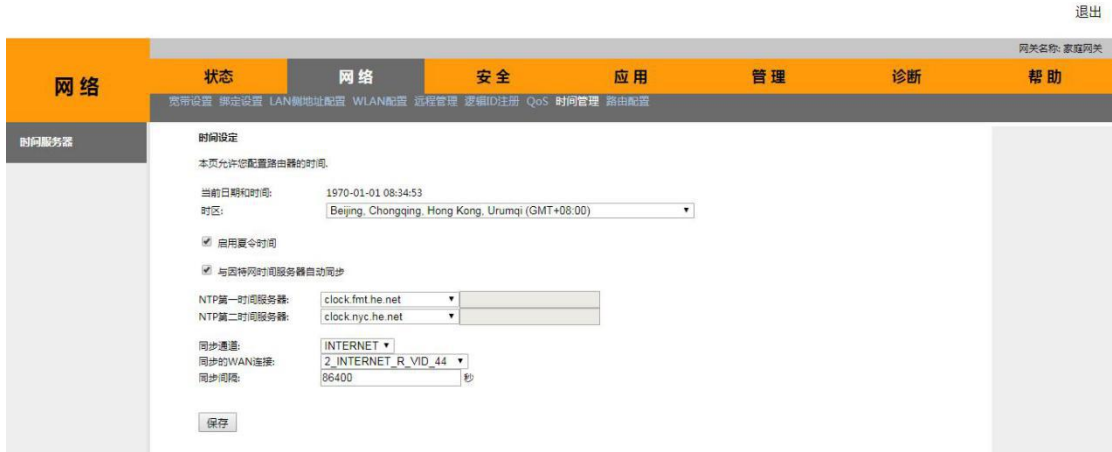 退出
网关名称: 家庭网关
网络
状态 网络 安全 应用 管理 诊断 帮助
宽带设置 绑定设置 LAN侧地址配置 WLAN配置 远程管理 逻辑ID注册 QoS 时间管理 路由配置
时间服务器
时间设定
本页允许您配置路由器的时间.
当前日期和时间: 1970-01-01 08:34:53
时区: Beijing, Chongqing, Hong Kong, Urumqi (GMT+08:00)
启用夏令时间
与因特网时间服务器自动同步
NTP第一时间服务器: clock.fmt.he.net
NTP第二时间服务器: clock.nyc.he.net
同步通道: INTERNET
同步的WAN连接: 2_INTERNET_R_VID_44
同步间隔: 86400 秒
保存